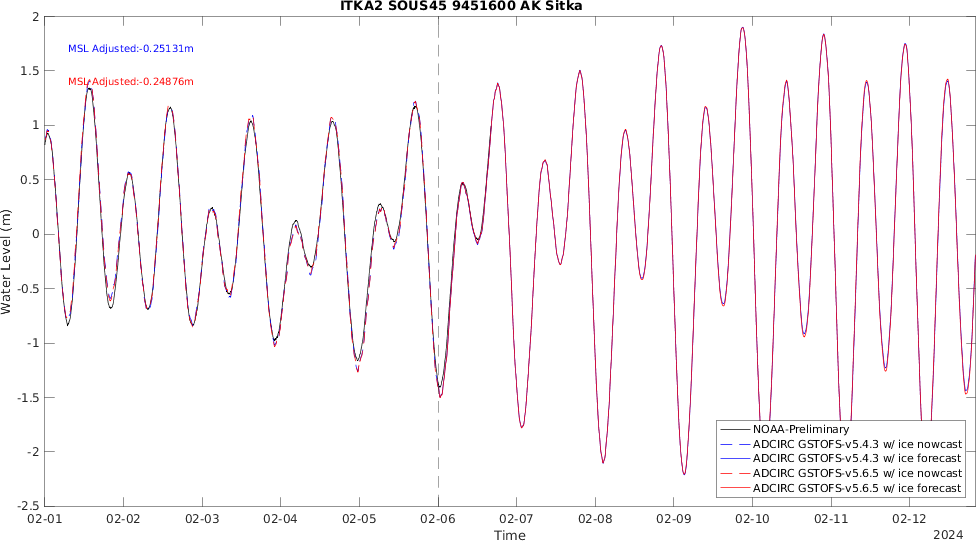 ITKA2 SOUS45 9451600 AK Sitka
MSL Adjusted:-0.25131m
MSL Adjusted:-0.24876m
Water Level (m)
2
1.5
1
0.5
0
-0.5
-1
-1.5
-2
-2.5
NOAA-Preliminary
ADCIRC GSTOFS-v5.4.3 w/ ice nowcast
ADCIRC GSTOFS-v5.4.3 w/ ice forecast
ADCIRC GSTOFS-v5.6.5 w/ ice nowcast
ADCIRC GSTOFS-v5.6.5 w/ ice forecast
02-01 02-02 02-03 02-04 02-05 02-06 02-07 02-08 02-09 02-10 02-11 02-12
Time
2024